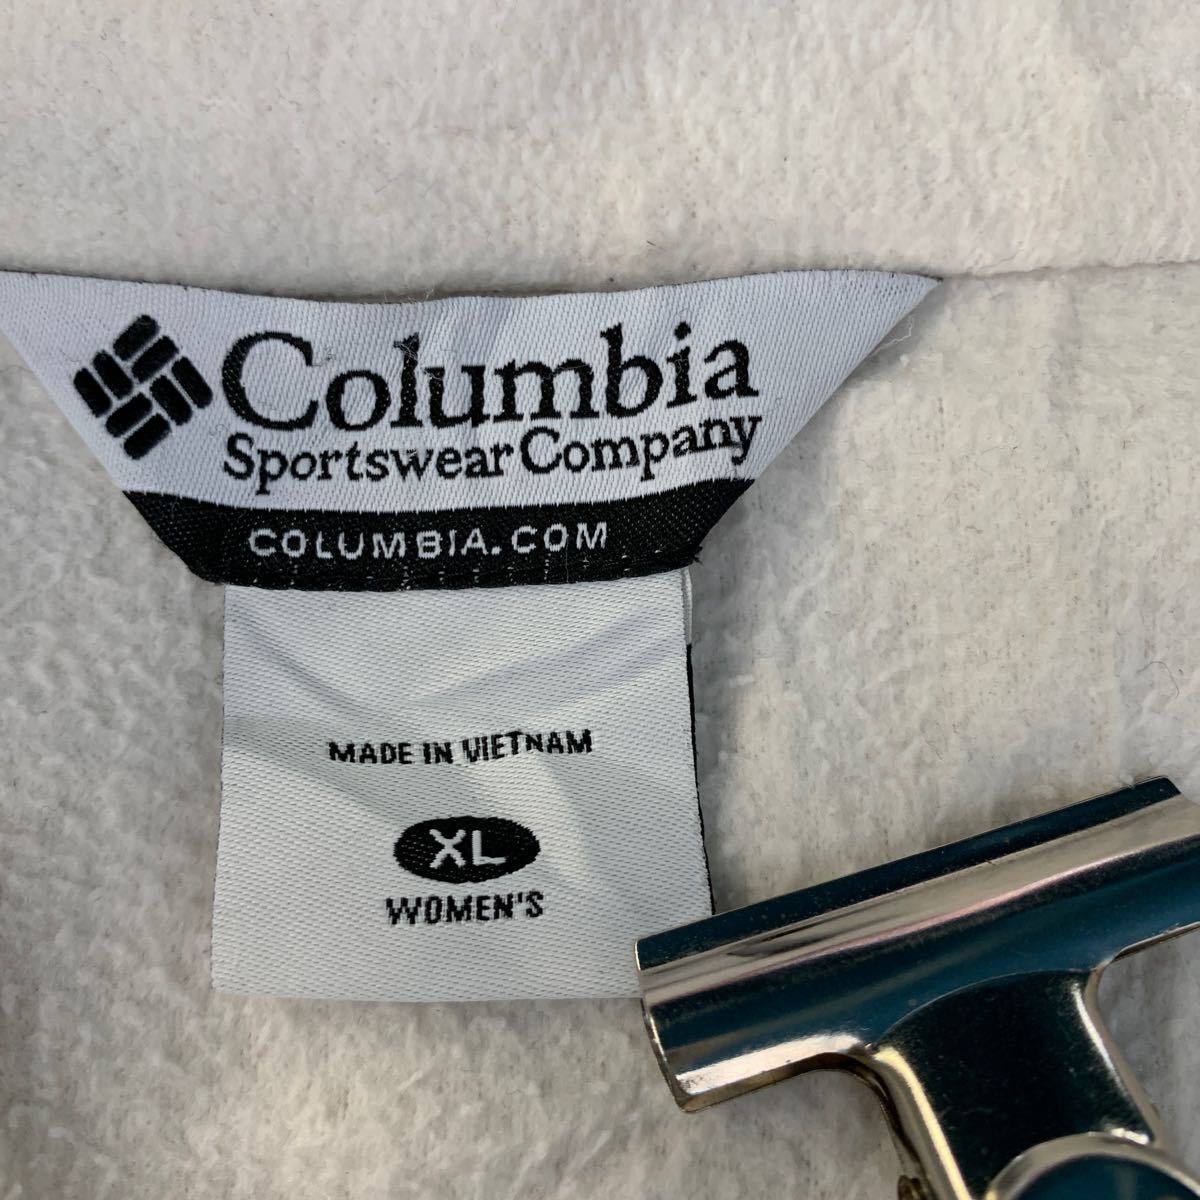 Columbia
Sportswear Company
COLUMBIA.COM
MADE IN VIETNAM
XL
WOMEN'S